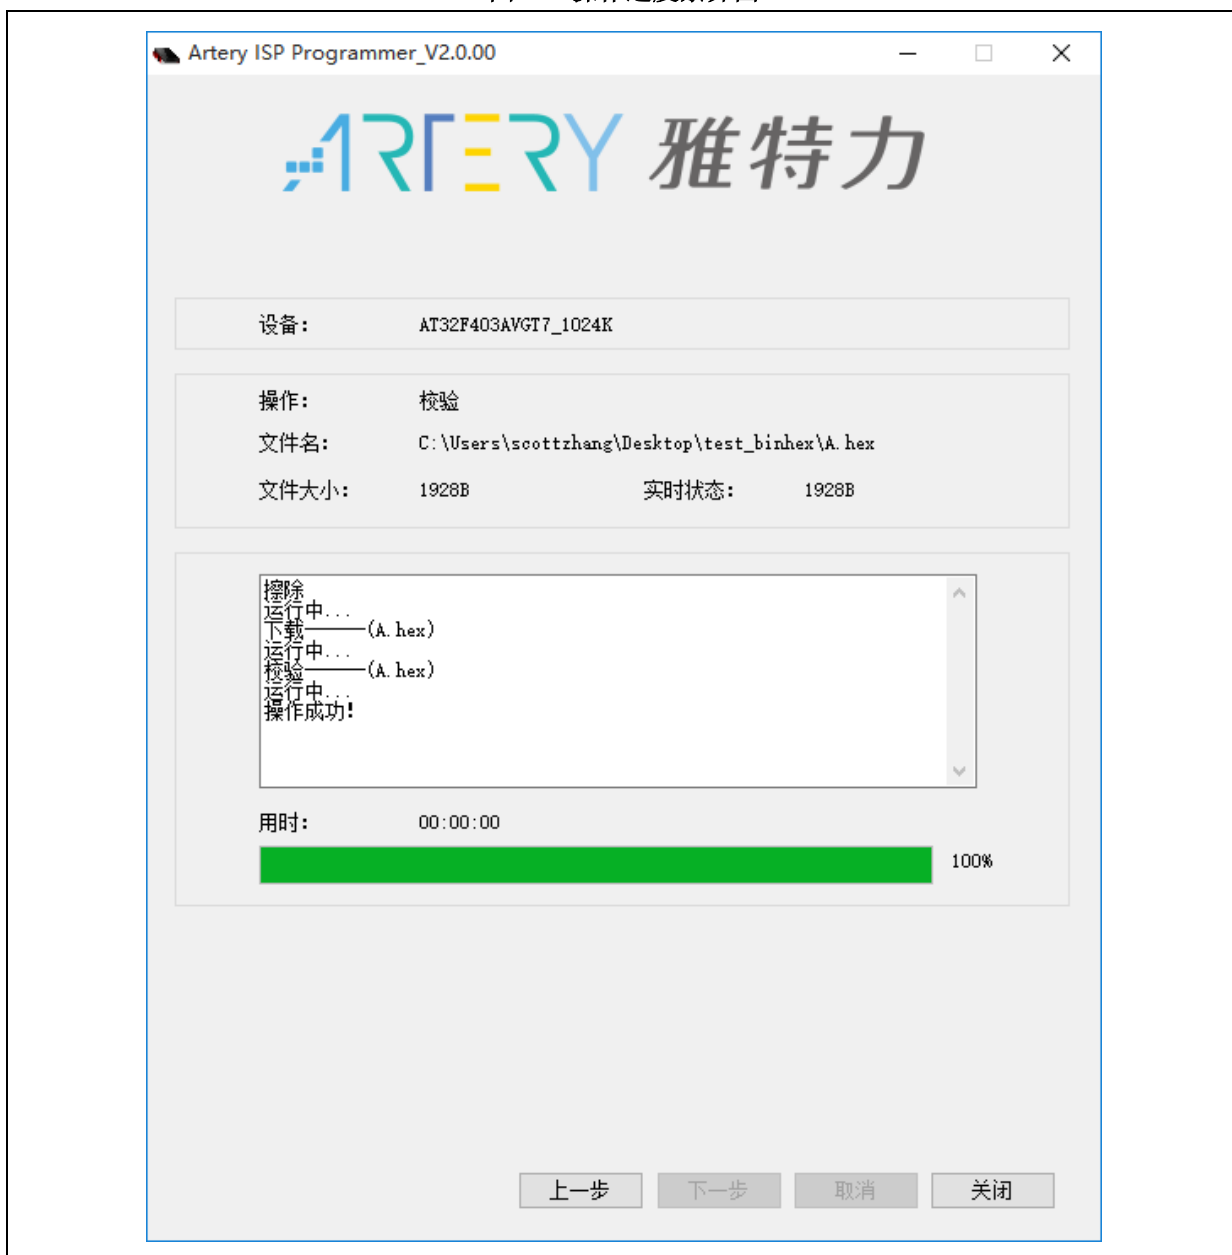 Artery ISP Programmer_V2.0.00
ARTERY 雅特力
设备: AT32F403AVGT7_1024K
操作: 校验
文件名: C:\Users\scottzhang\Desktop\test_binhex\A.hex
文件大小: 1928B 实时状态: 1928B
擦除
运行中...
下载———(A.hex)
运行中...
校验———(A.hex)
运行中...
操作成功!
用时: 00:00:00
100%
上一步 下一步 取消 关闭